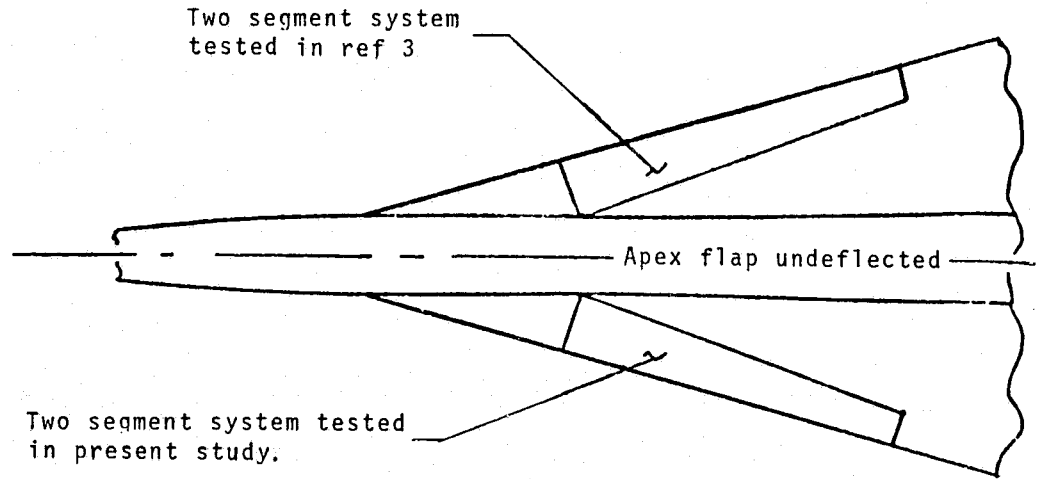 Two segment system
tested in ref 3
Apex flap undeflected
Two segment system tested
in present study.